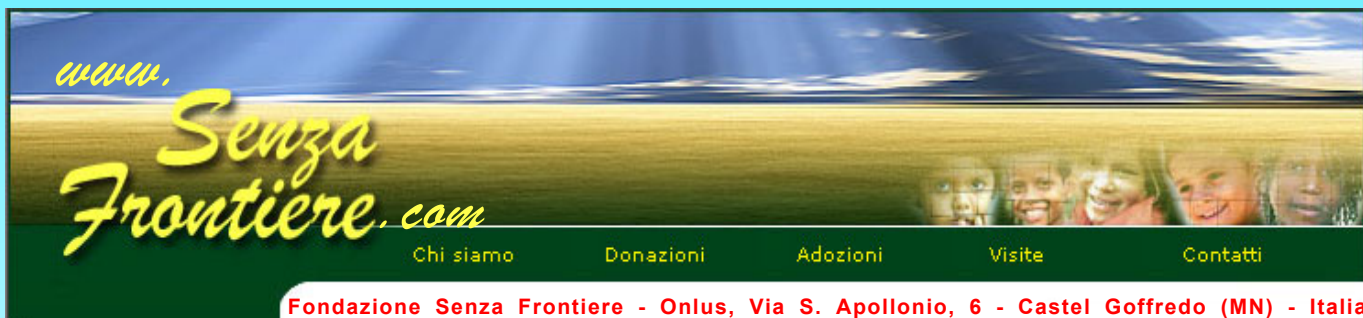 www.
Senza
Frontiere.com
Chi siamo Donazioni Adozioni Visite Contatti
Fondazione Senza Frontiere - Onlus, Via S. Apollonio, 6 - Castel Goffredo (MN) - Italia